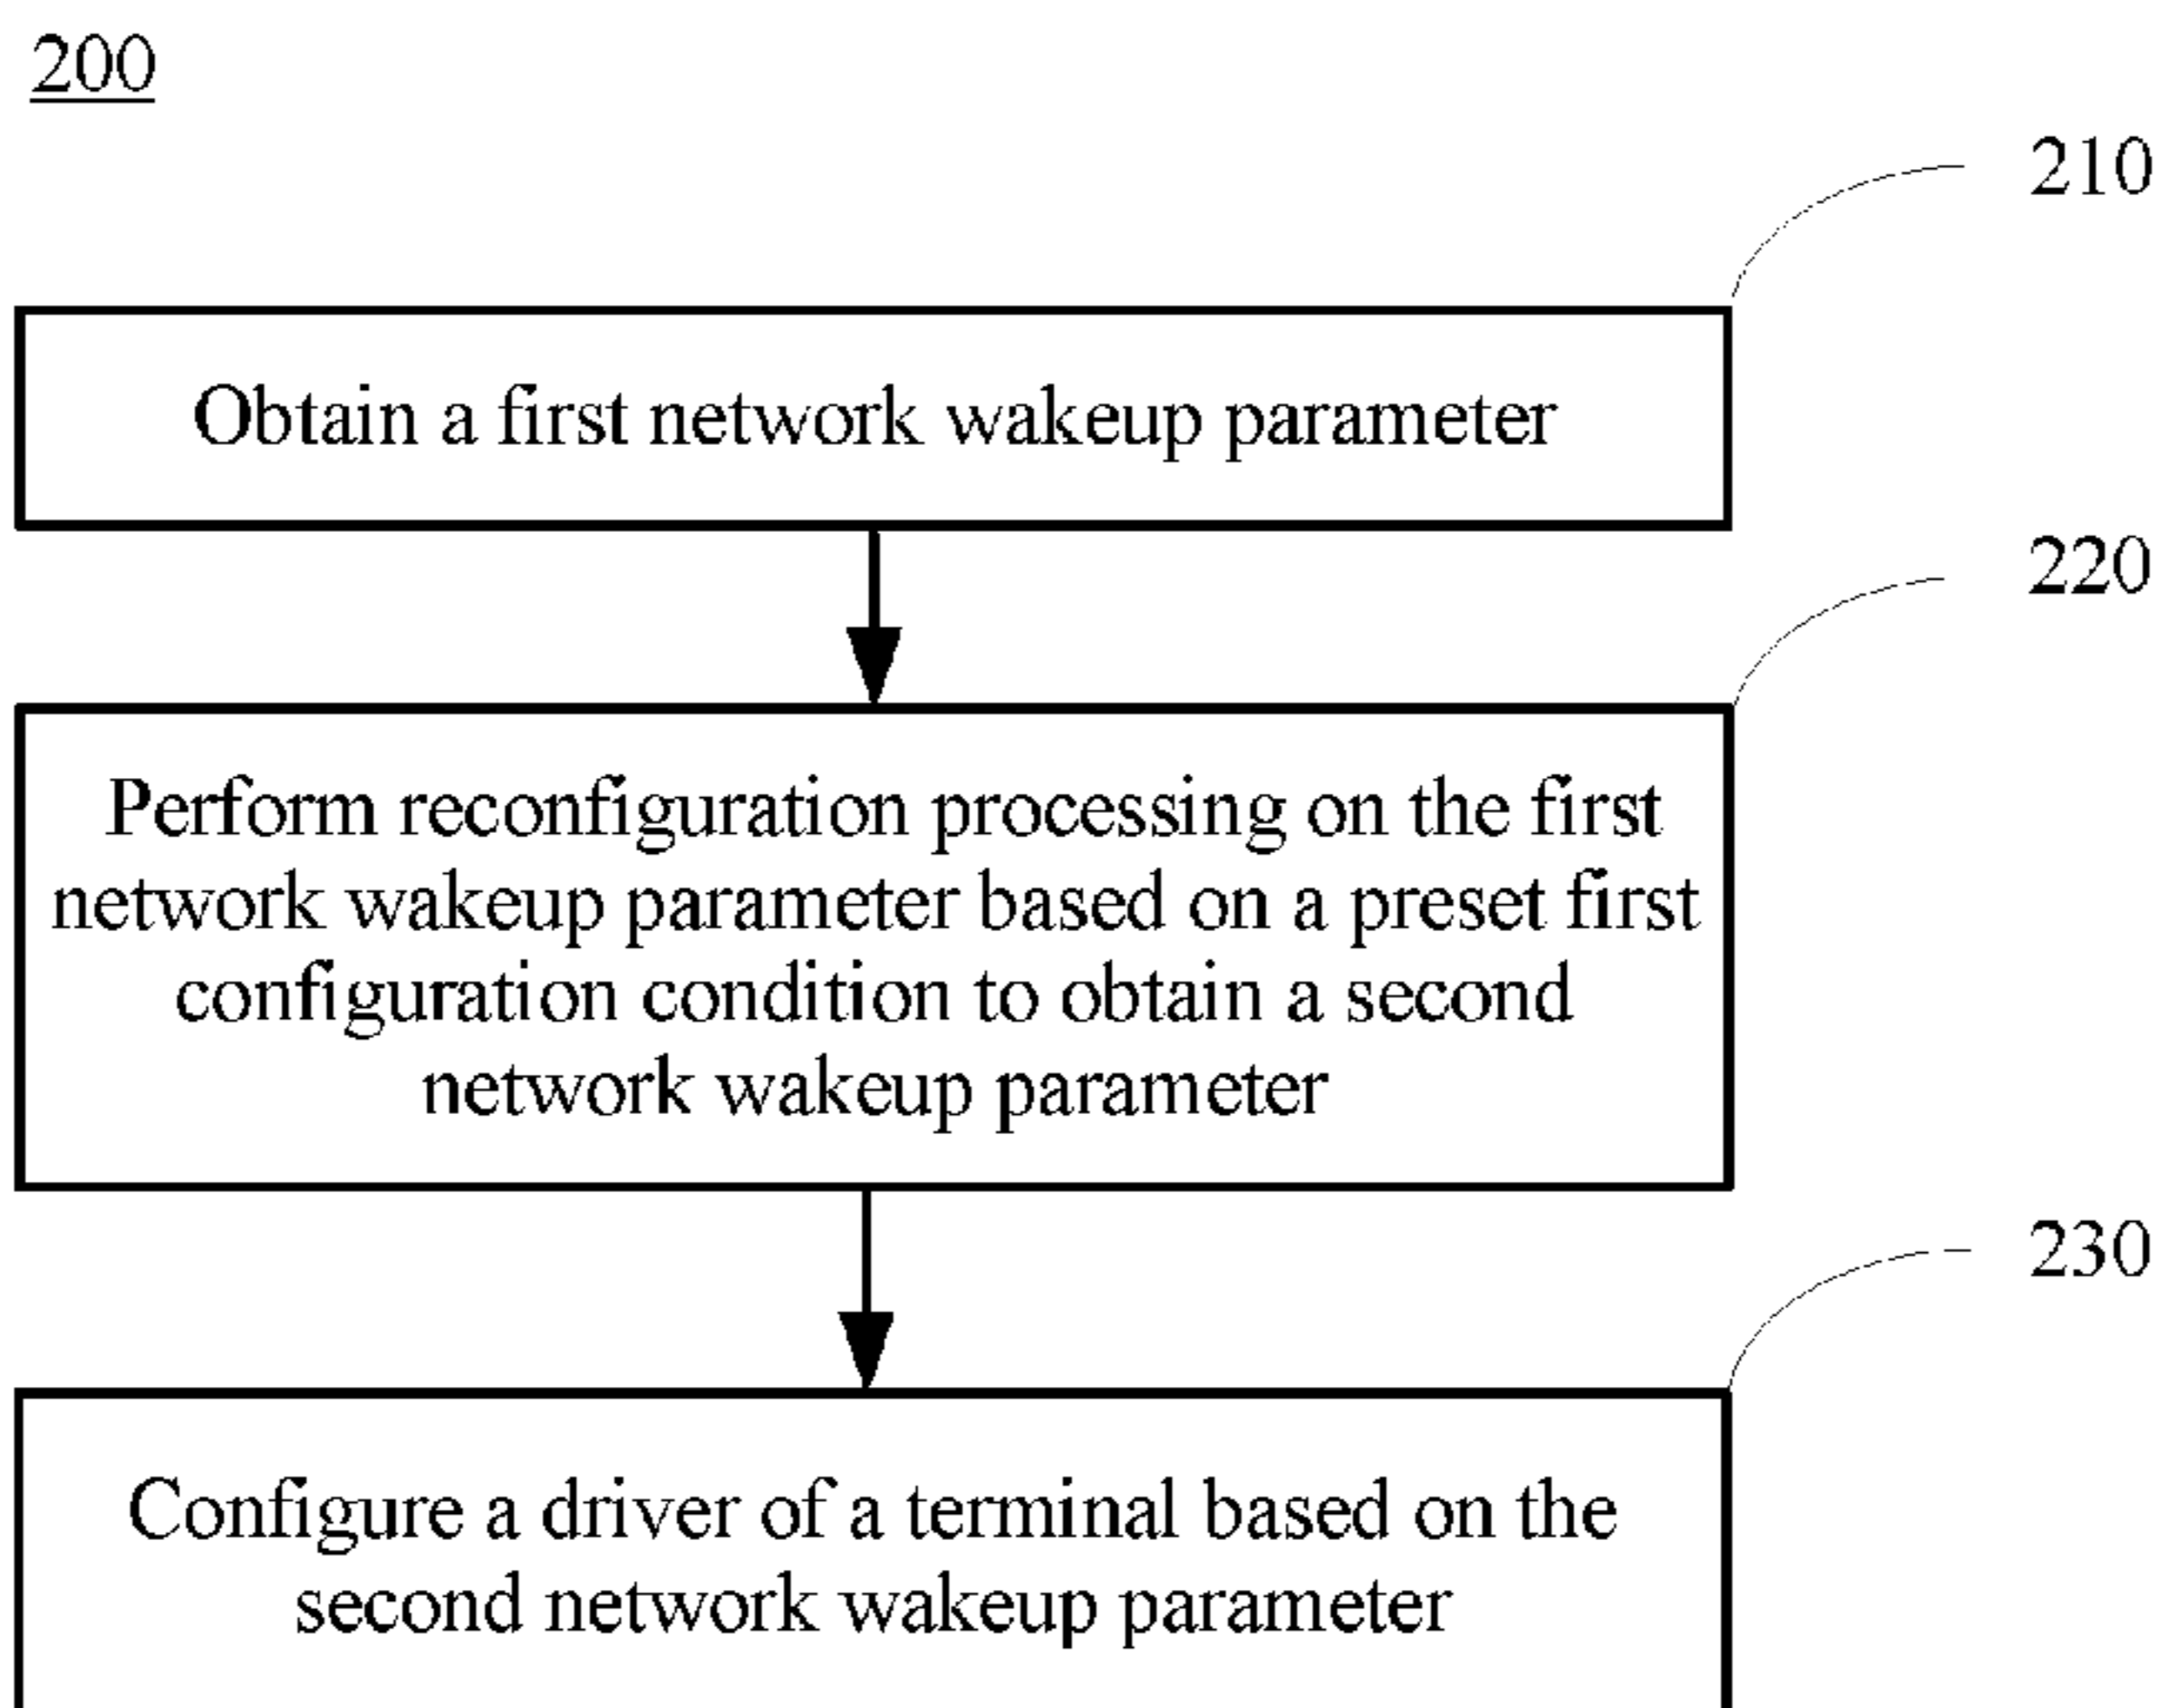 200
210
Obtain a first network wakeup parameter
220
Perform reconfiguration processing on the first
network wakeup parameter based on a preset first
configuration condition to obtain a second
network wakeup parameter
230
Configure a driver of a terminal based on the
second network wakeup parameter